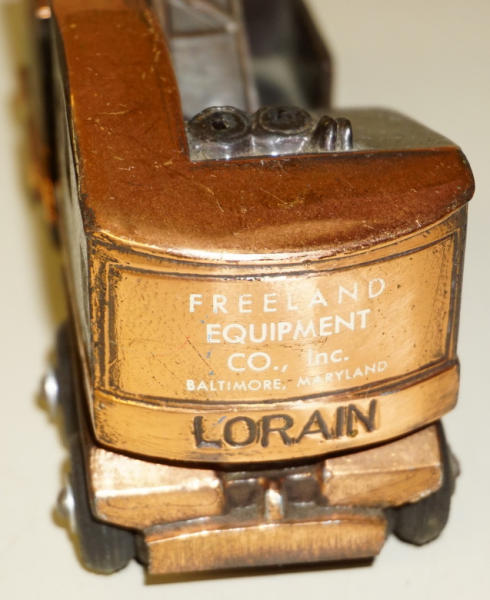 FREELAND
EQUIPMENT
CO., Inc.
BALTIMORE, MARYLAND
LORAIN